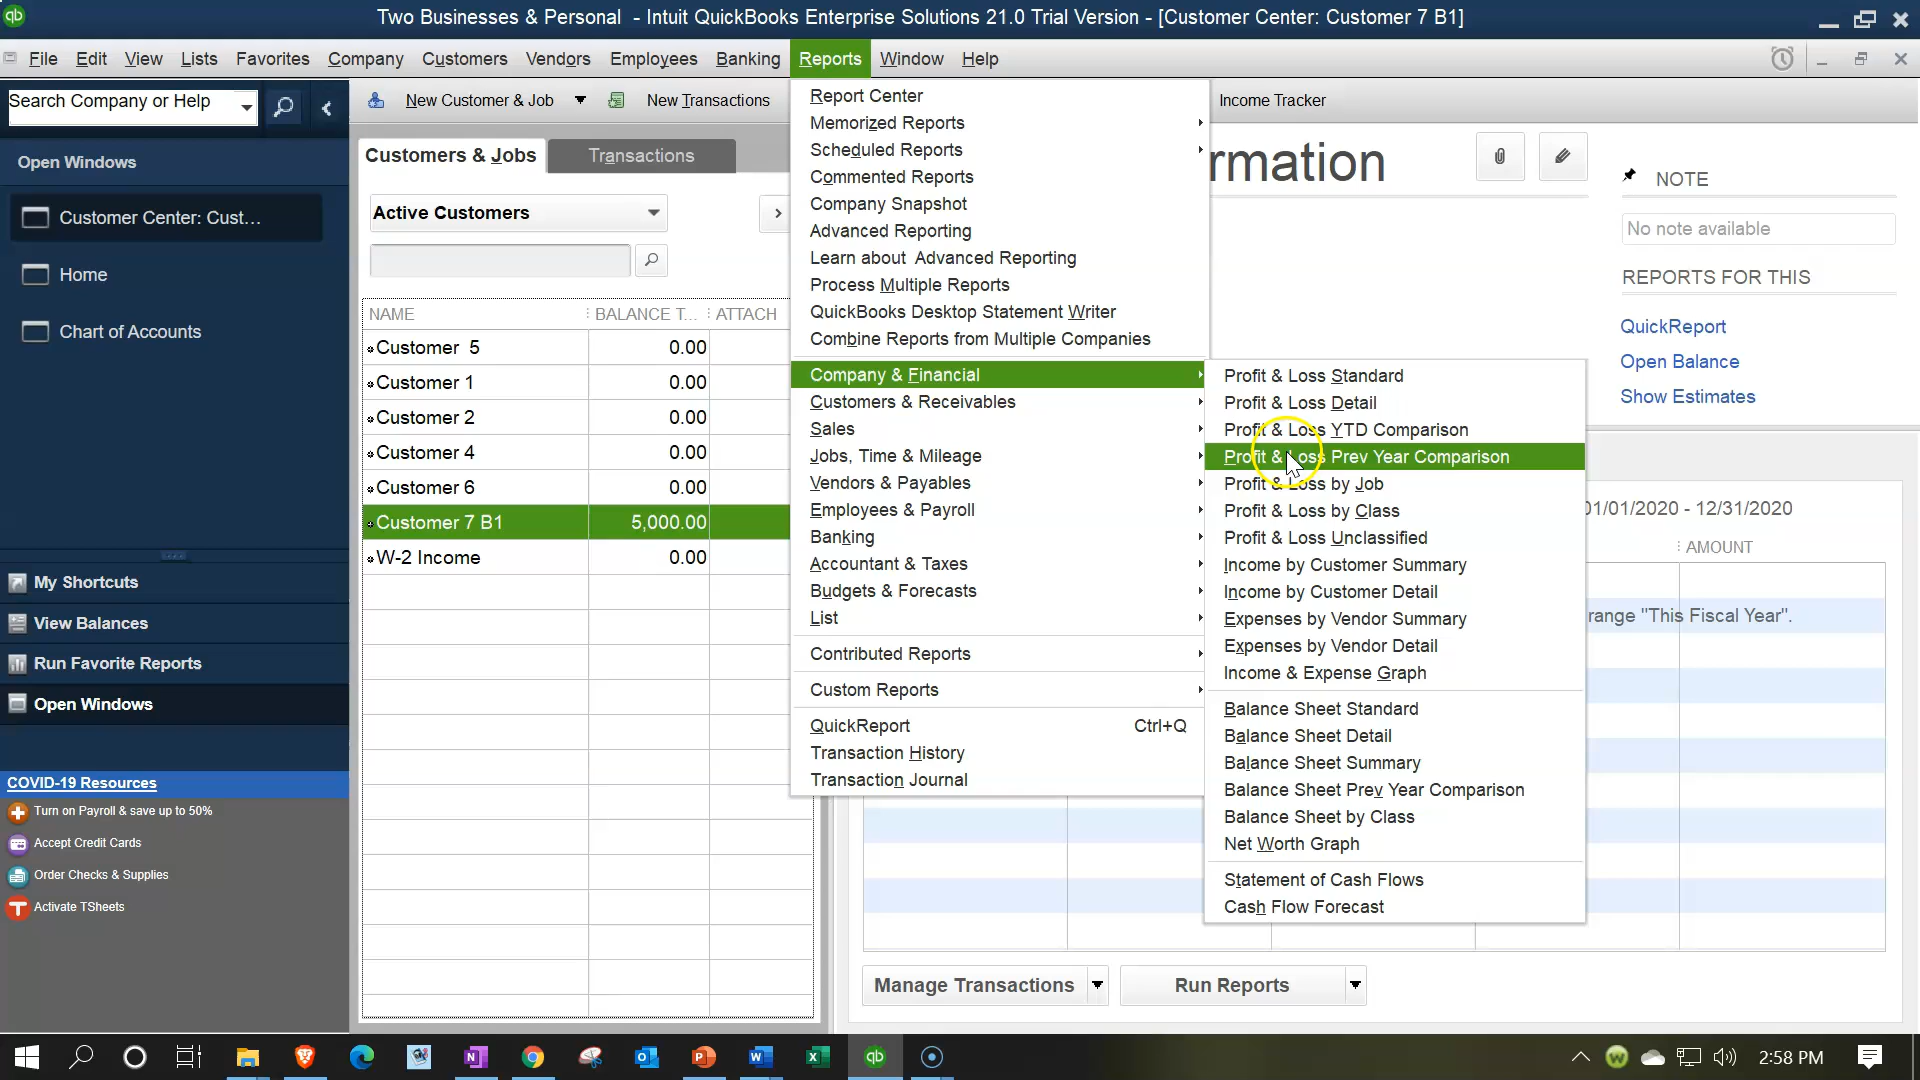 Two Businesses & Personal - Intuit QuickBooks Enterprise Solutions 21.0 Trial Version - [Customer Center: Customer 7 B1]
File Edit View Lists Favorites Company Customers Vendors Employees Banking Reports Window Help
Search Company or Help
New Customer & Job
New Transactions
Income Tracker
Open Windows
Customer Center: Cust...
Home
Chart of Accounts
My Shortcuts
View Balances
Run Favorite Reports
Open Windows
COVID-19 Resources
Turn on Payroll & save up to 50%
Accept Credit Cards
Order Checks & Supplies
Activate TSheets
Customers & Jobs
Transactions
Active Customers
NAME BALANCE T... ATTACH
Customer 5 0.00
Customer 1 0.00
Customer 2 0.00
Customer 4 0.00
Customer 6 0.00
Customer 7 B1 5,000.00
W-2 Income 0.00
Report Center
Memorized Reports
Scheduled Reports
Commented Reports
Company Snapshot
Advanced Reporting
Learn about Advanced Reporting
Process Multiple Reports
QuickBooks Desktop Statement Writer
Combine Reports from Multiple Companies
Company & Financial
Customers & Receivables
Sales
Jobs, Time & Mileage
Vendors & Payables
Employees & Payroll
Banking
Accountant & Taxes
Budgets & Forecasts
List
Contributed Reports
Custom Reports
QuickReport Ctrl+Q
Transaction History
Transaction Journal
Profit & Loss Standard
Profit & Loss Detail
Profit & Loss YTD Comparison
Profit & Loss Prev Year Comparison
Profit & Loss by Job
Profit & Loss by Class
Profit & Loss Unclassified
Income by Customer Summary
Income by Customer Detail
Expenses by Vendor Summary
Expenses by Vendor Detail
Income & Expense Graph
Balance Sheet Standard
Balance Sheet Detail
Balance Sheet Summary
Balance Sheet Prev Year Comparison
Balance Sheet by Class
Net Worth Graph
Statement of Cash Flows
Cash Flow Forecast
rmation
NOTE
No note available
REPORTS FOR THIS
QuickReport
Open Balance
Show Estimates
01/01/2020 - 12/31/2020
AMOUNT
range "This Fiscal Year".
Manage Transactions
Run Reports
2:58 PM